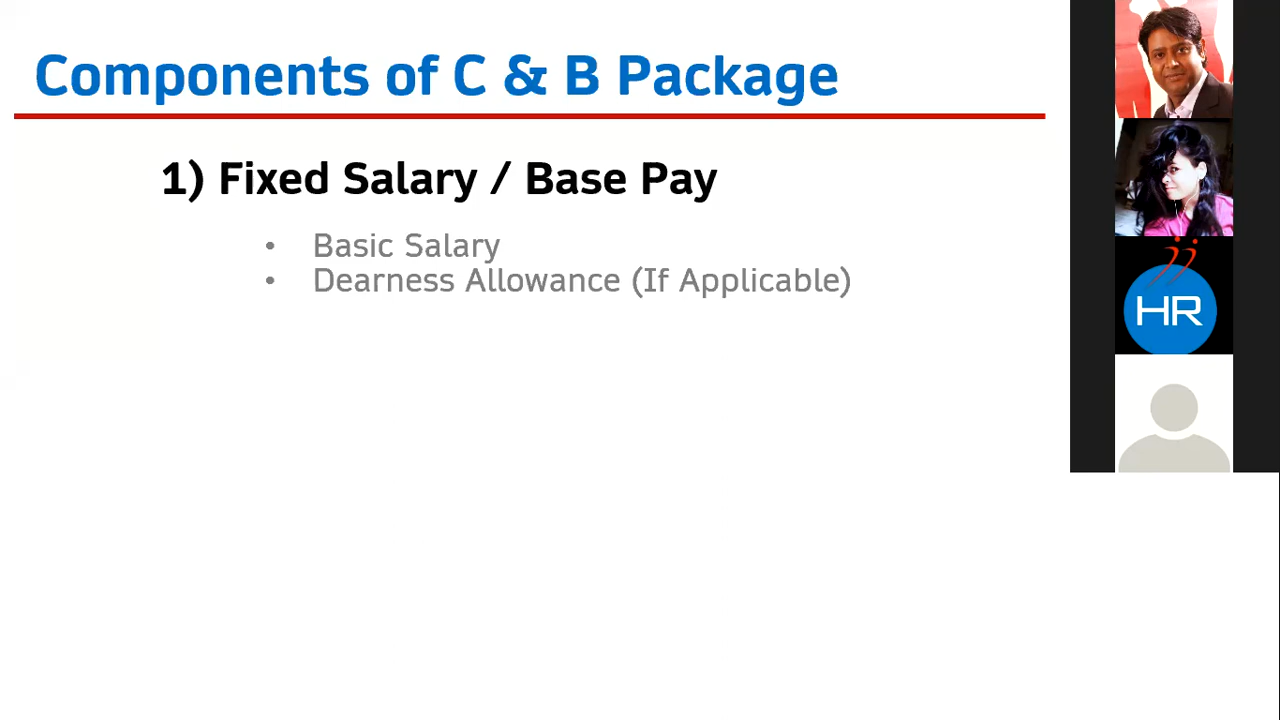 Components of C & B Package
1) Fixed Salary / Base Pay
• Basic Salary
• Dearness Allowance (If Applicable)
HR